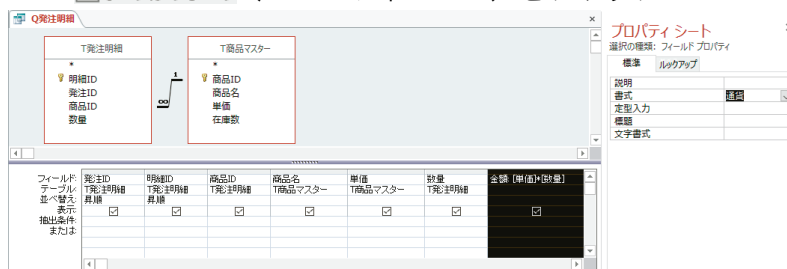 Q発注明細
T発注明細
*
明細ID
発注ID
商品ID
数量
∞
1
T商品マスター
*
商品ID
商品名
単価
在庫数
フィールド: 発注ID 明細ID 商品ID 商品名 単価 数量 金額: [単価]*[数量]
テーブル: T発注明細 T発注明細 T発注明細 T商品マスター T商品マスター T発注明細
並べ替え: 昇順 昇順
表示:
抽出条件:
または:
プロパティ シート
選択の種類: フィールド プロパティ
標準 ルックアップ
説明
書式 通貨
定型入力
標題
文字書式